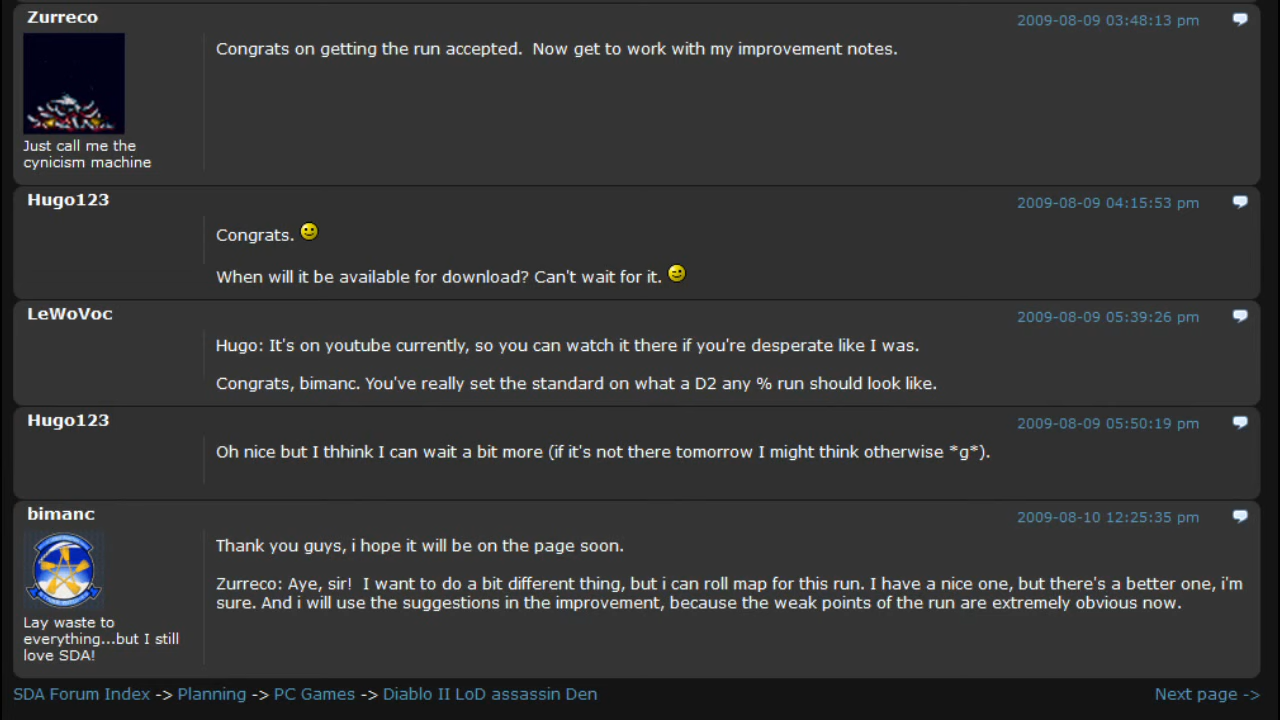 Zurreco
2009-08-09 03:48:13 pm
Congrats on getting the run accepted.  Now get to work with my improvement notes.
Just call me the
cynicism machine
Hugo123
2009-08-09 04:15:53 pm
Congrats.
When will it be available for download? Can't wait for it.
LeWoVoc
2009-08-09 05:39:26 pm
Hugo: It's on youtube currently, so you can watch it there if you're desperate like I was.
Congrats, bimanc. You've really set the standard on what a D2 any % run should look like.
Hugo123
2009-08-09 05:50:19 pm
Oh nice but I thhink I can wait a bit more (if it's not there tomorrow I might think otherwise *g*).
bimanc
2009-08-10 12:25:35 pm
Thank you guys, i hope it will be on the page soon.
Zurreco: Aye, sir!  I want to do a bit different thing, but i can roll map for this run. I have a nice one, but there's a better one, i'm
sure. And i will use the suggestions in the improvement, because the weak points of the run are extremely obvious now.
Lay waste to
everything...but I still
love SDA!
SDA Forum Index -> Planning -> PC Games -> Diablo II LoD assassin Den
Next page ->